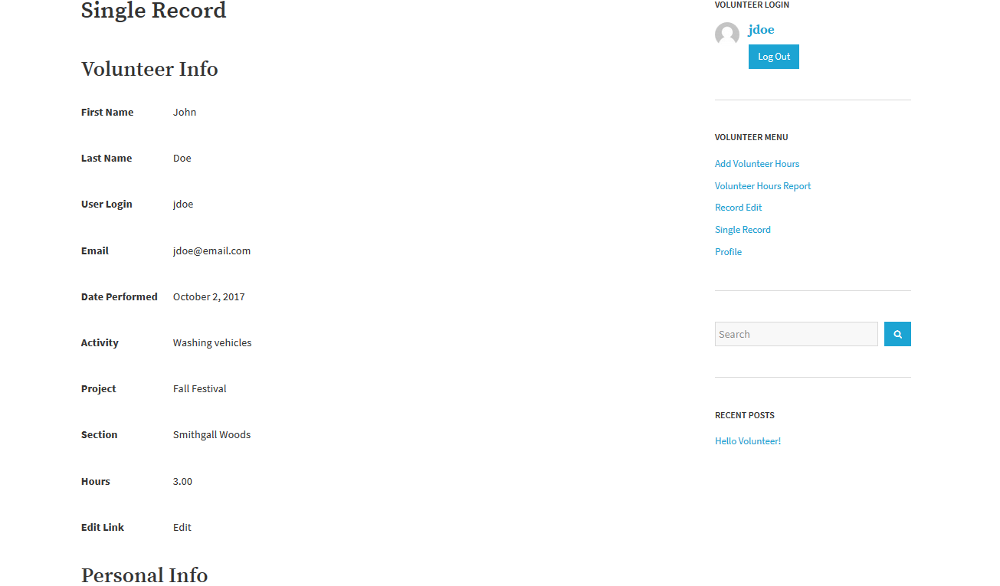 Single Record
Volunteer Info
First Name John
Last Name Doe
User Login jdoe
Email jdoe@email.com
Date Performed October 2, 2017
Activity Washing vehicles
Project Fall Festival
Section Smithgall Woods
Hours 3.00
Edit Link Edit
Personal Info
VOLUNTEER LOGIN
jdoe
Log Out
VOLUNTEER MENU
Add Volunteer Hours
Volunteer Hours Report
Record Edit
Single Record
Profile
Search
RECENT POSTS
Hello Volunteer!